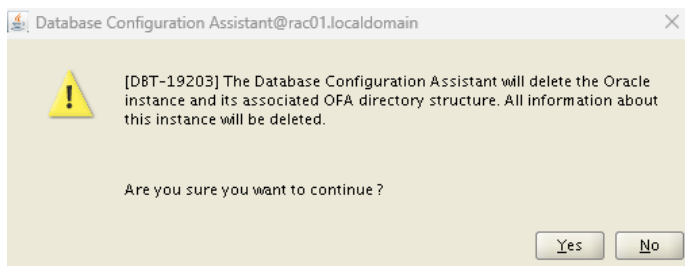 Database Configuration Assistant@rac01.localdomain
[DBT-19203] The Database Configuration Assistant will delete the Oracle
instance and its associated OFA directory structure. All information about
this instance will be deleted.
Are you sure you want to continue ?
Yes No